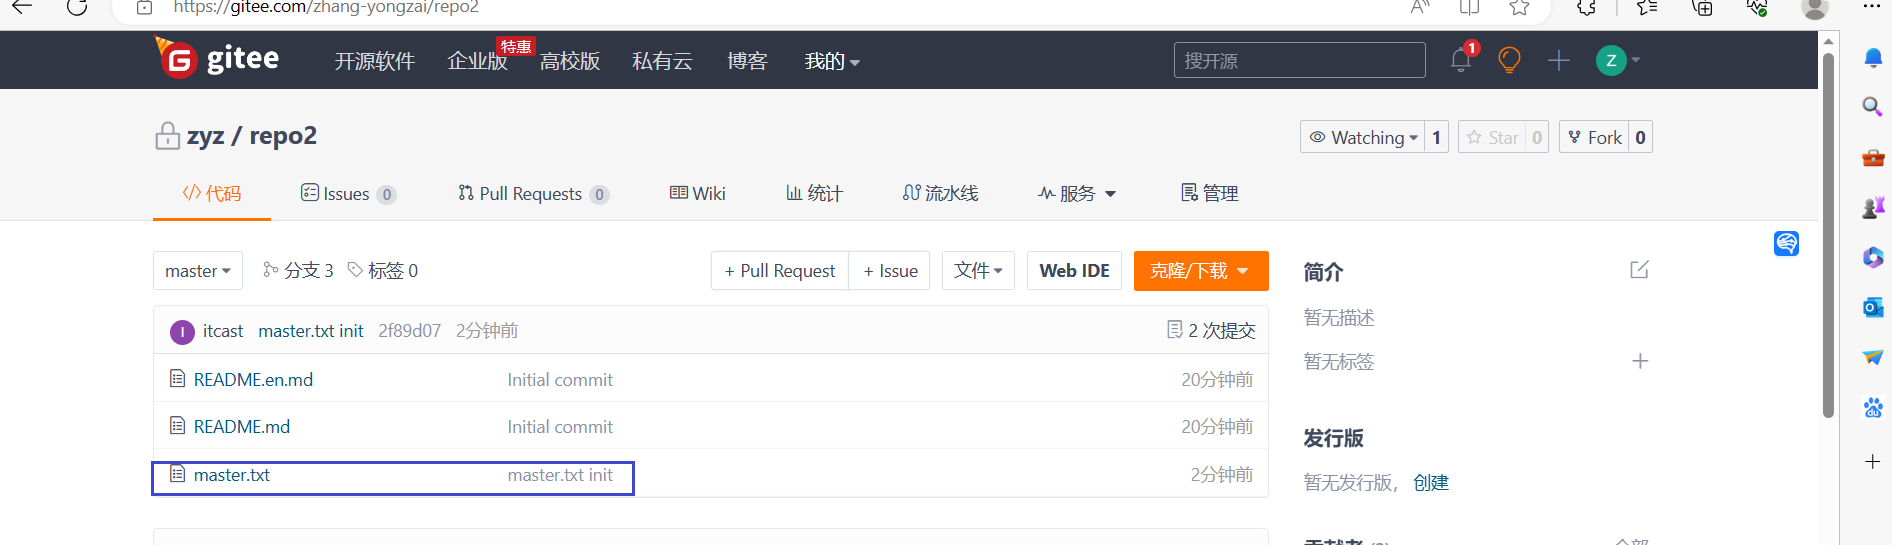 https://gitee.com/zhang-yongzai/repo2
gitee 开源软件 企业版 特惠 高校版 私有云 博客 我的 搜开源 1 Z
zyz / repo2 Watching 1 Star 0 Fork 0
代码 Issues 0 Pull Requests 0 Wiki 统计 流水线 服务 管理
master 分支 3 标签 0 + Pull Request + Issue 文件 Web IDE 克隆/下载 简介
I itcast master.txt init 2f89d07 2分钟前 2 次提交 暂无描述
README.en.md Initial commit 20分钟前 暂无标签
README.md Initial commit 20分钟前 发行版
master.txt master.txt init 2分钟前 暂无发行版，创建